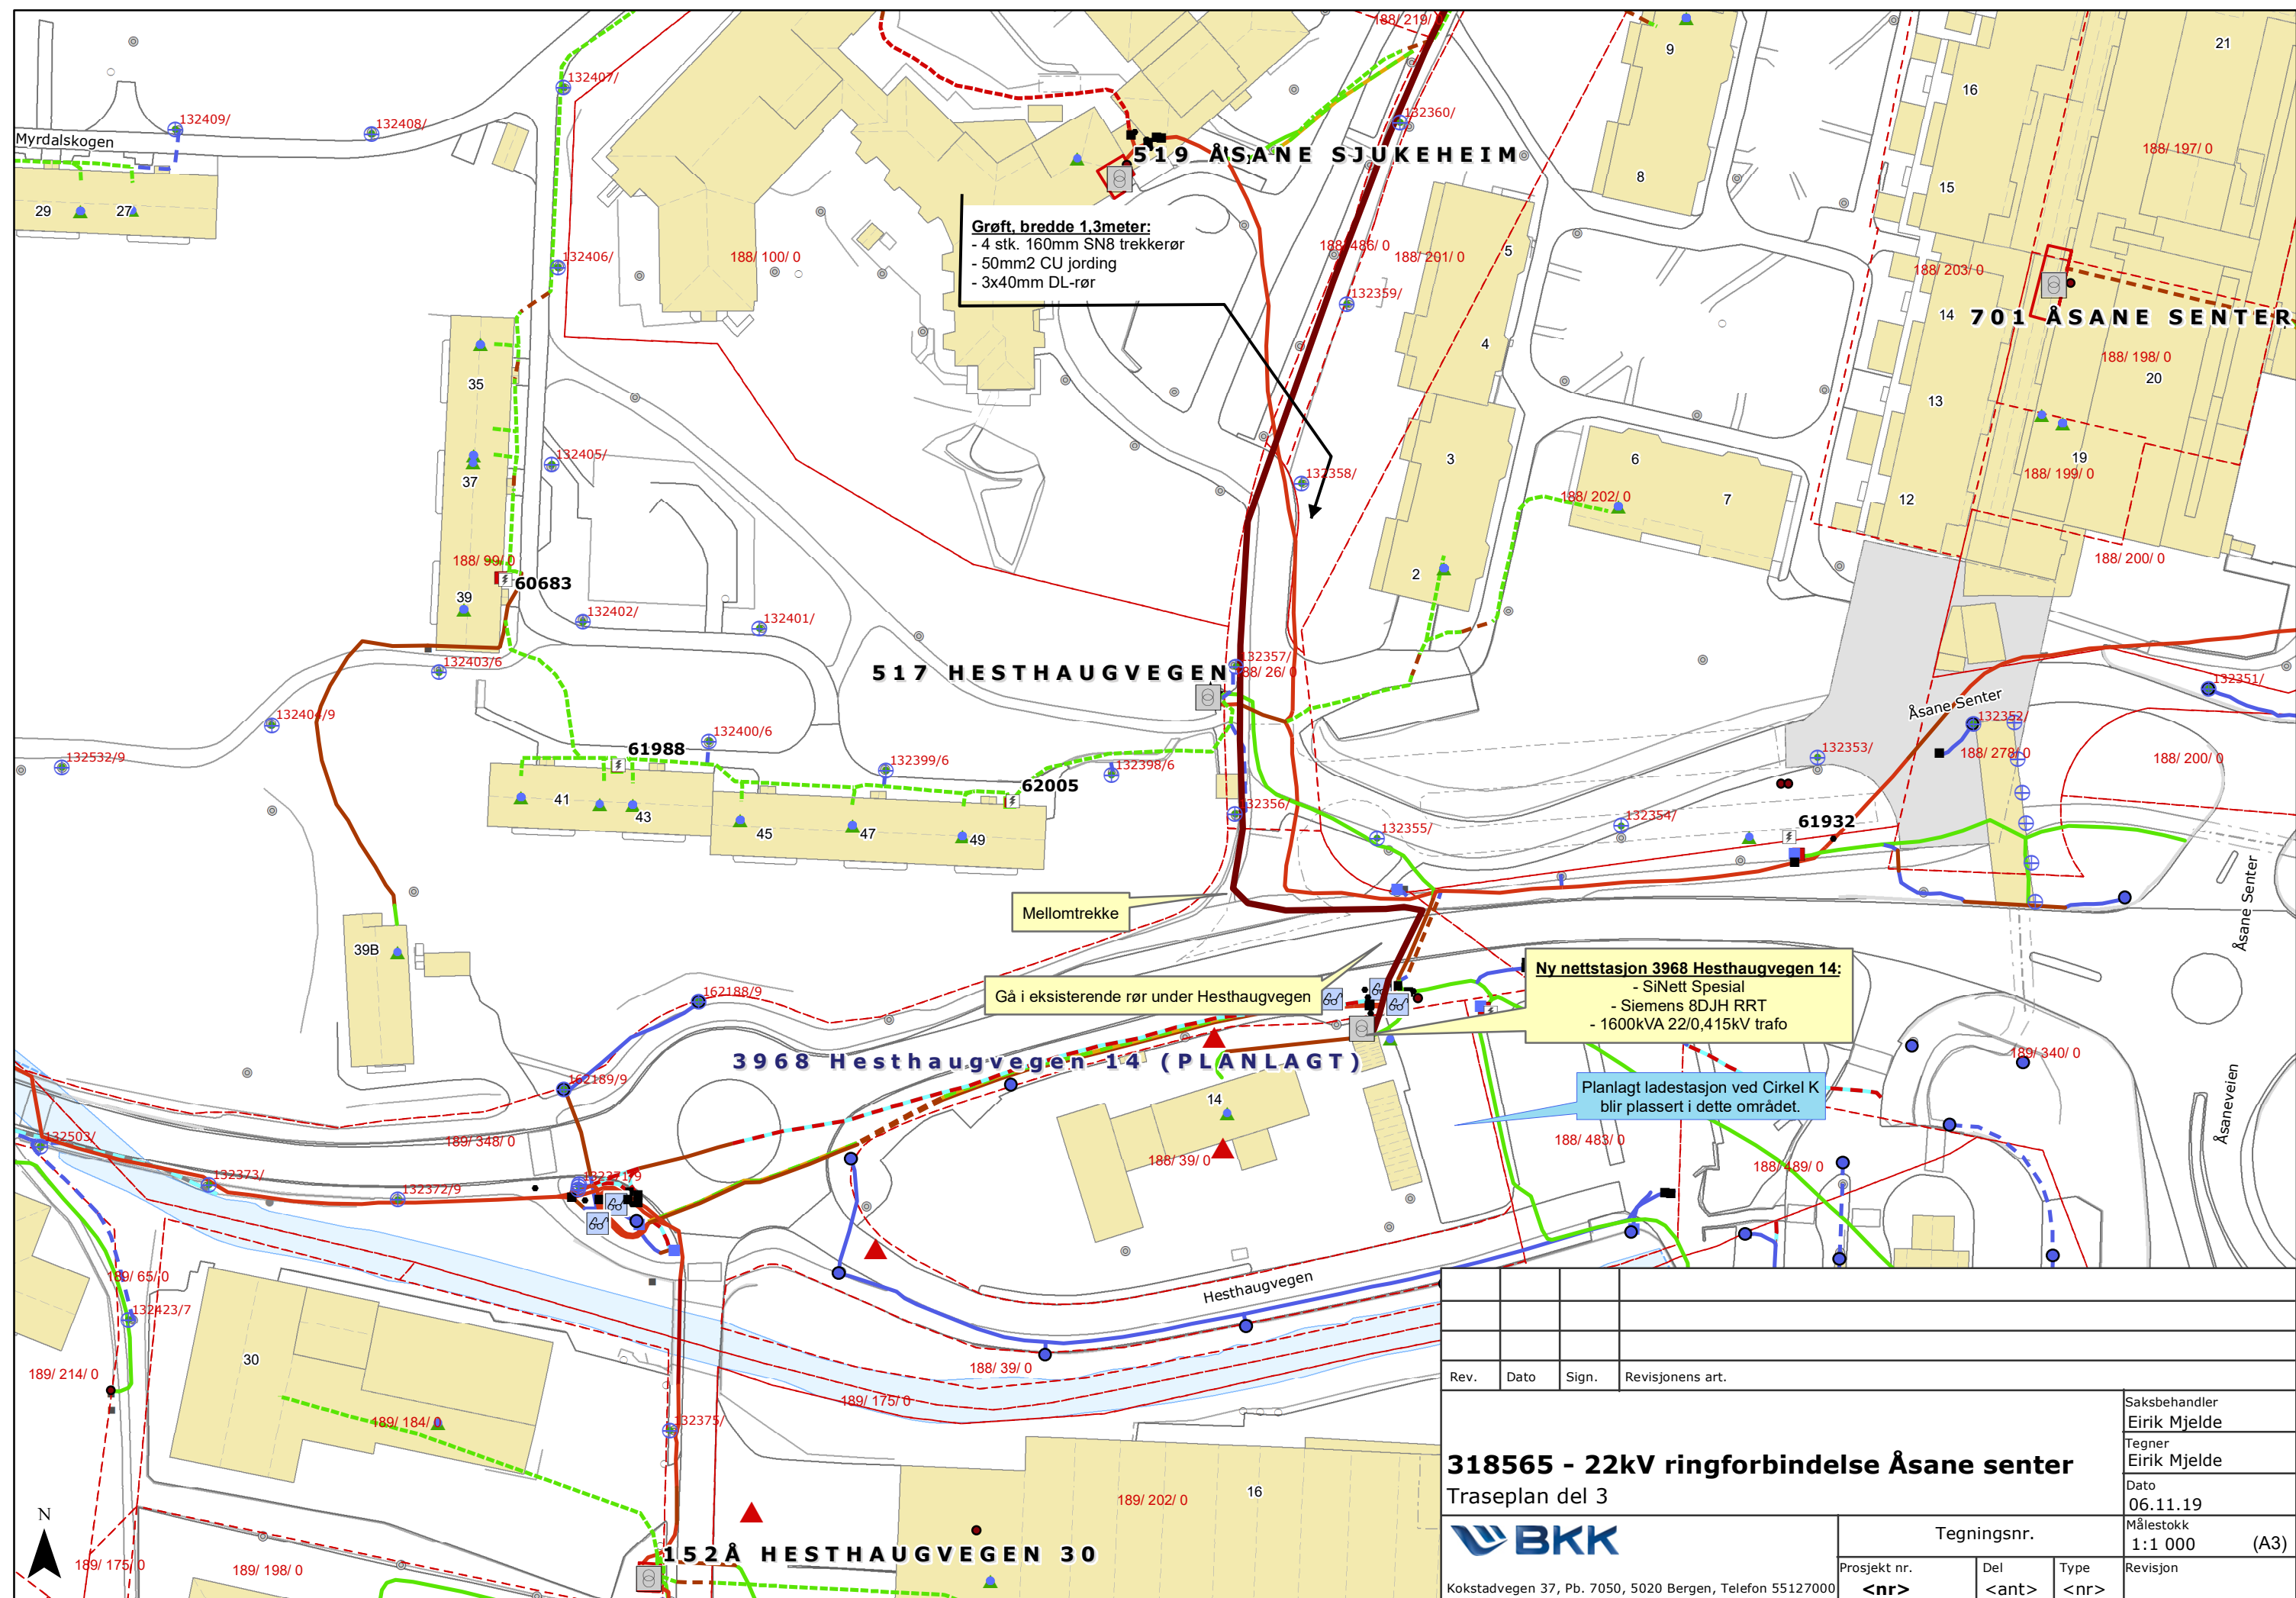 188/219/
132407/
9
21
132409/
132408/
132360/
16
Myrdalskogen
519 ÅSANE SJUKEHEIM
188/ 197/ 0
8
15
29
27
Grøft, bredde 1,3meter:
- 4 stk. 160mm SN8 trekkerør
- 50mm2 CU jording
- 3x40mm DL-rør
132406/
188/ 100/ 0
188/ 486/ 0
188/ 201/ 0
5
188/ 203/ 0
132359/
14
701 ÅSANE SENTER
4
188/ 198/ 0
20
35
13
132405/
3
6
19
37
132358/
188/ 199/ 0
188/ 202/ 0
7
12
188/ 99/ 0
60683
2
188/ 200/ 0
39
132402/
132401/
132403/6
517 HESTHAUGVEGEN
132357/
188/ 26/ 0
132351/
Åsane Senter
132404/9
132400/6
132352/
61988
132353/
188/ 278/ 0
188/ 200/ 0
132532/9
132399/6
132398/6
62005
41
43
45
47
49
132356/
132355/
132354/
61932
Mellomtrekke
Åsane Senter
39B
Gå i eksisterende rør under Hesthaugvegen
Ny nettstasjon 3968 Hesthaugvegen 14:
- SiNett Spesial
- Siemens 8DJH RRT
- 1600kVA 22/0,415kV trafo
162188/9
3968 Hesthaugvegen 14 (PLANLAGT)
189/ 340/ 0
162189/9
Planlagt ladestasjon ved Cirkel K
blir plassert i dette området.
14
Åsaneveien
132503/
189/ 348/ 0
188/ 39/ 0
188/ 483/ 0
188/ 489/ 0
132373/
132372/9
132371/9
189/ 65/ 0
132423/7
Hesthaugvegen
30
189/ 214/ 0
188/ 39/ 0
189/ 175/ 0
189/ 184/ 0
132375/
Rev.
Dato
Sign.
Revisjonens art.
Saksbehandler
Eirik Mjelde
Tegner
Eirik Mjelde
318565 - 22kV ringforbindelse Åsane senter
Traseplan del 3
Dato
06.11.19
189/ 202/ 0
16
N
BKK
Tegningsnr.
Målestokk
1:1 000 (A3)
152Å HESTHAUGVEGEN 30
189/ 175/ 0
189/ 198/ 0
Kokstadvegen 37, Pb. 7050, 5020 Bergen, Telefon 55127000
Prosjekt nr.
<nr>
Del
<ant>
Type
<nr>
Revisjon